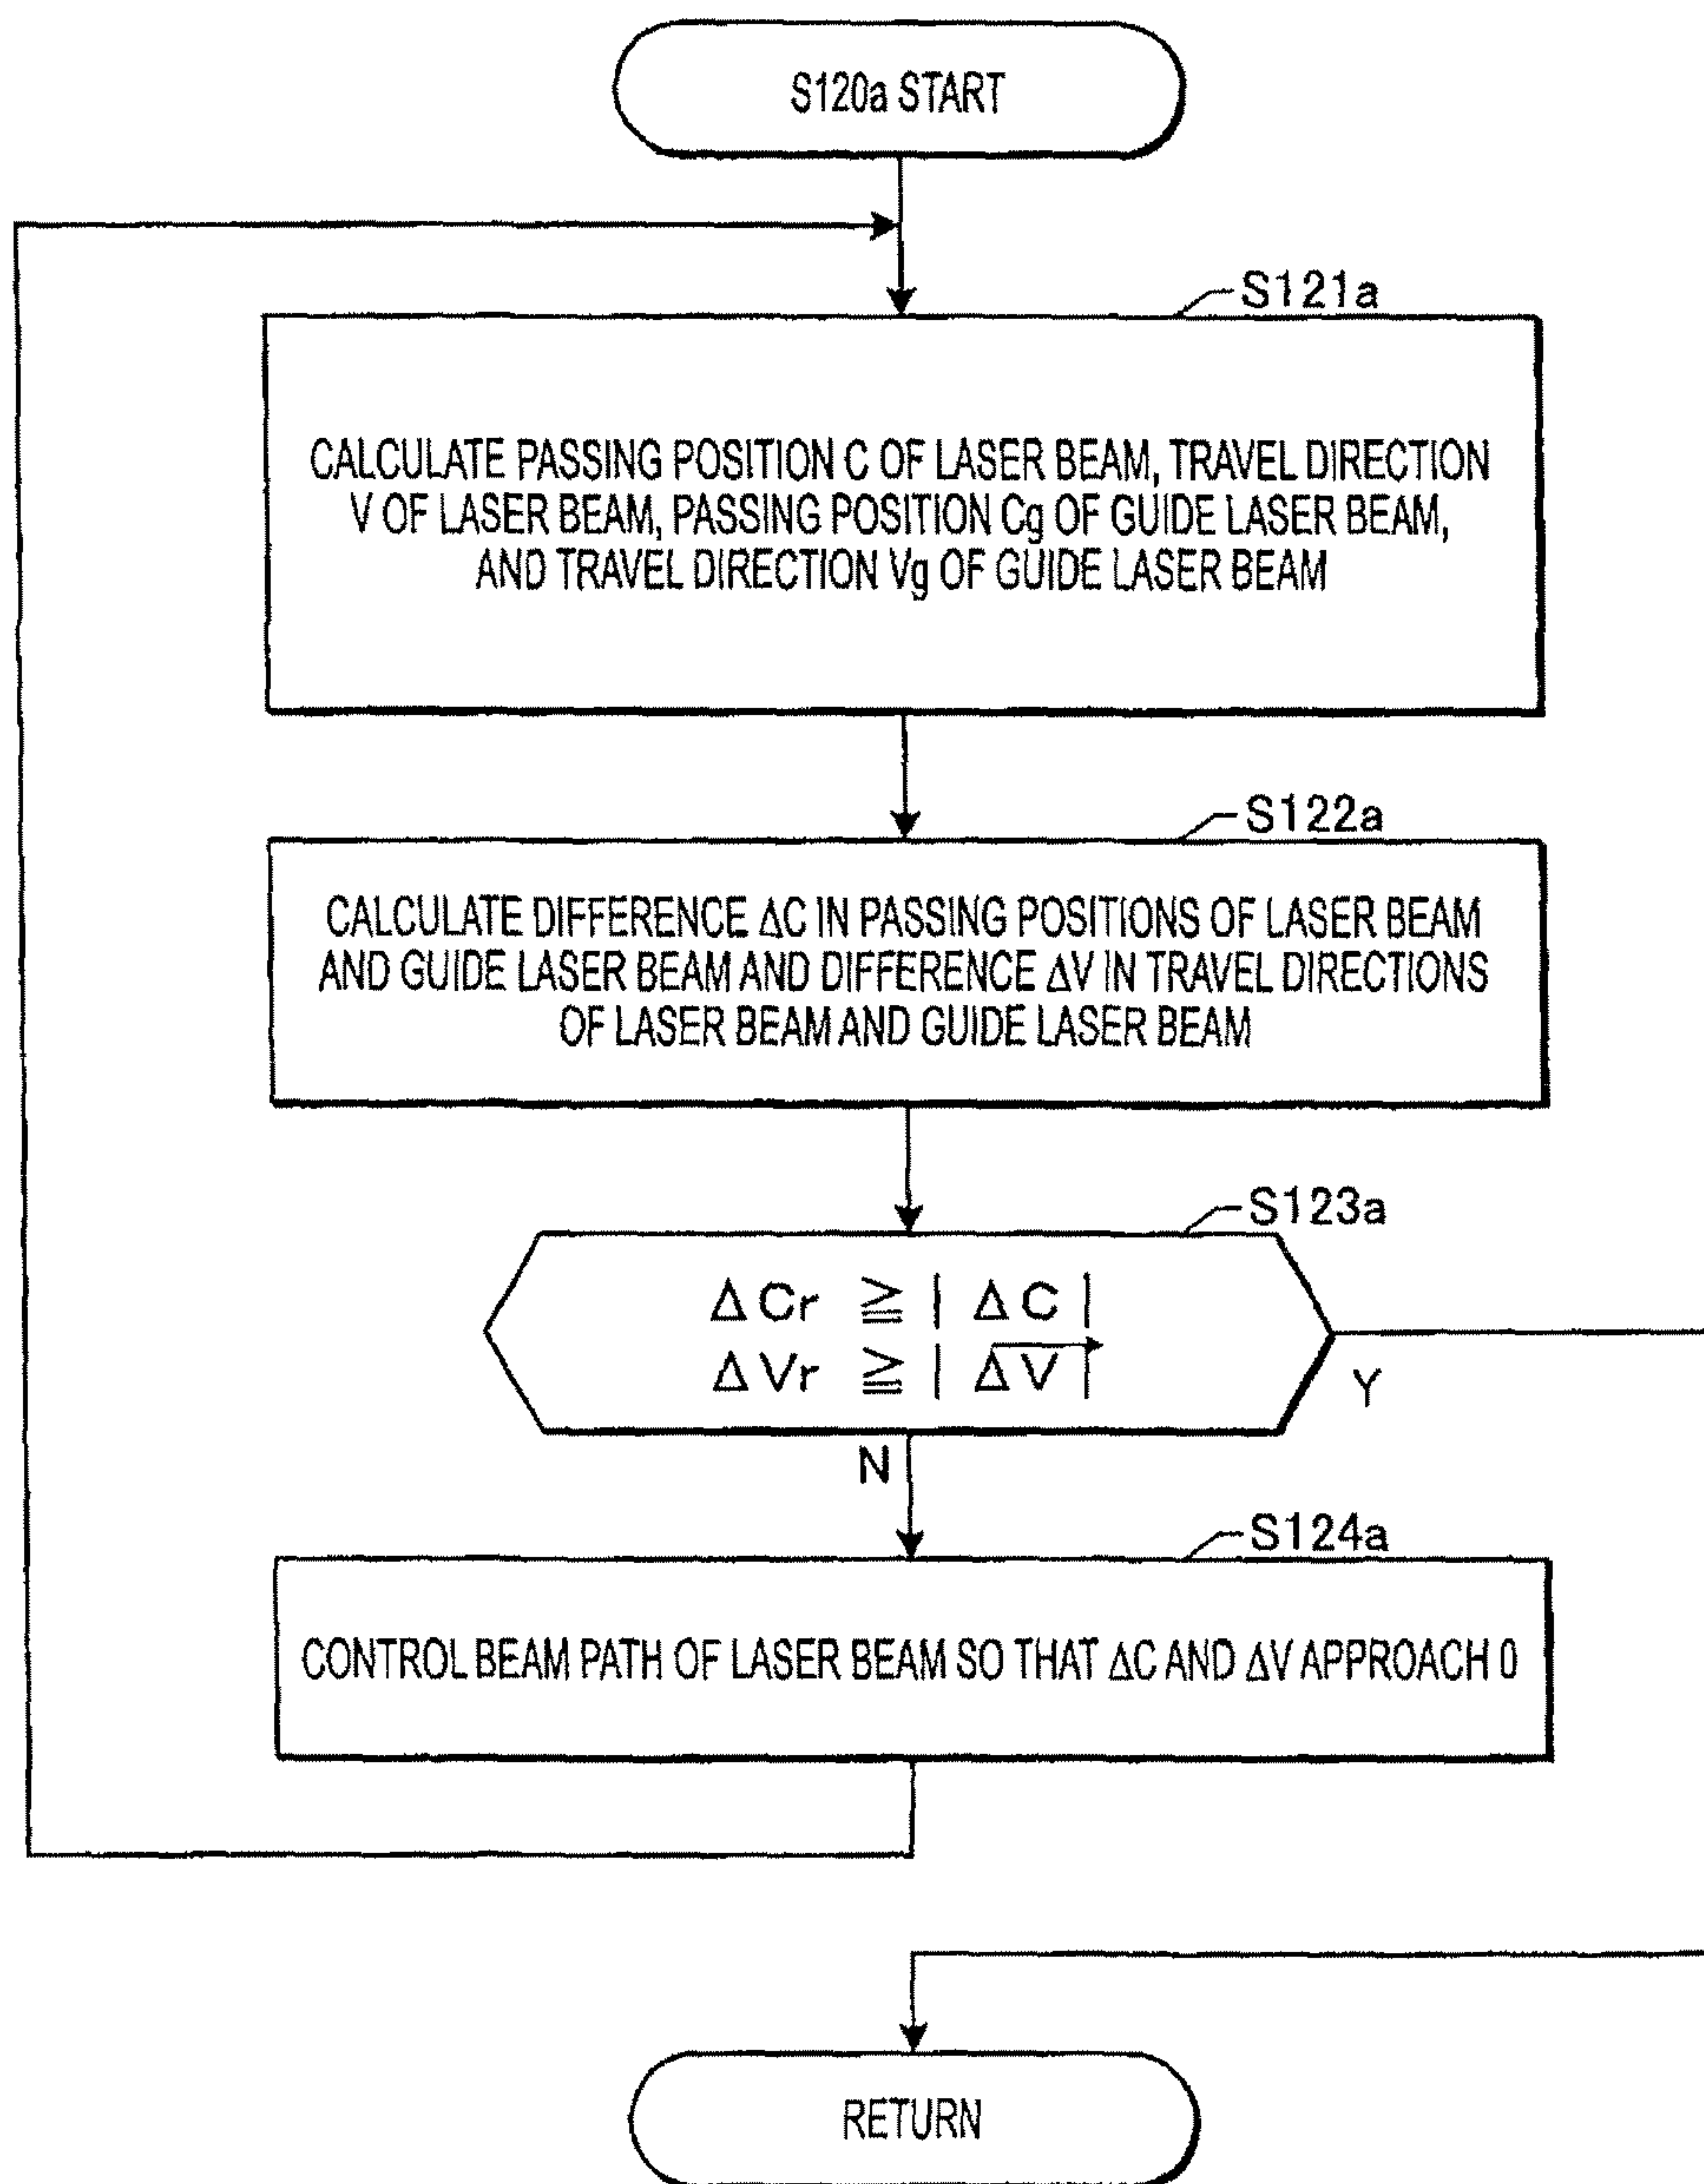 S120a START
S121a
CALCULATE PASSING POSITION C OF LASER BEAM, TRAVEL DIRECTION
V OF LASER BEAM, PASSING POSITION Cg OF GUIDE LASER BEAM,
AND TRAVEL DIRECTION Vg OF GUIDE LASER BEAM
S122a
CALCULATE DIFFERENCE ΔC IN PASSING POSITIONS OF LASER BEAM
AND GUIDE LASER BEAM AND DIFFERENCE ΔV IN TRAVEL DIRECTIONS
OF LASER BEAM AND GUIDE LASER BEAM
S123a
ΔCr ≧ | ΔC |
ΔVr ≧ | ΔV |
Y
N
S124a
CONTROL BEAM PATH OF LASER BEAM SO THAT ΔC AND ΔV APPROACH 0
RETURN